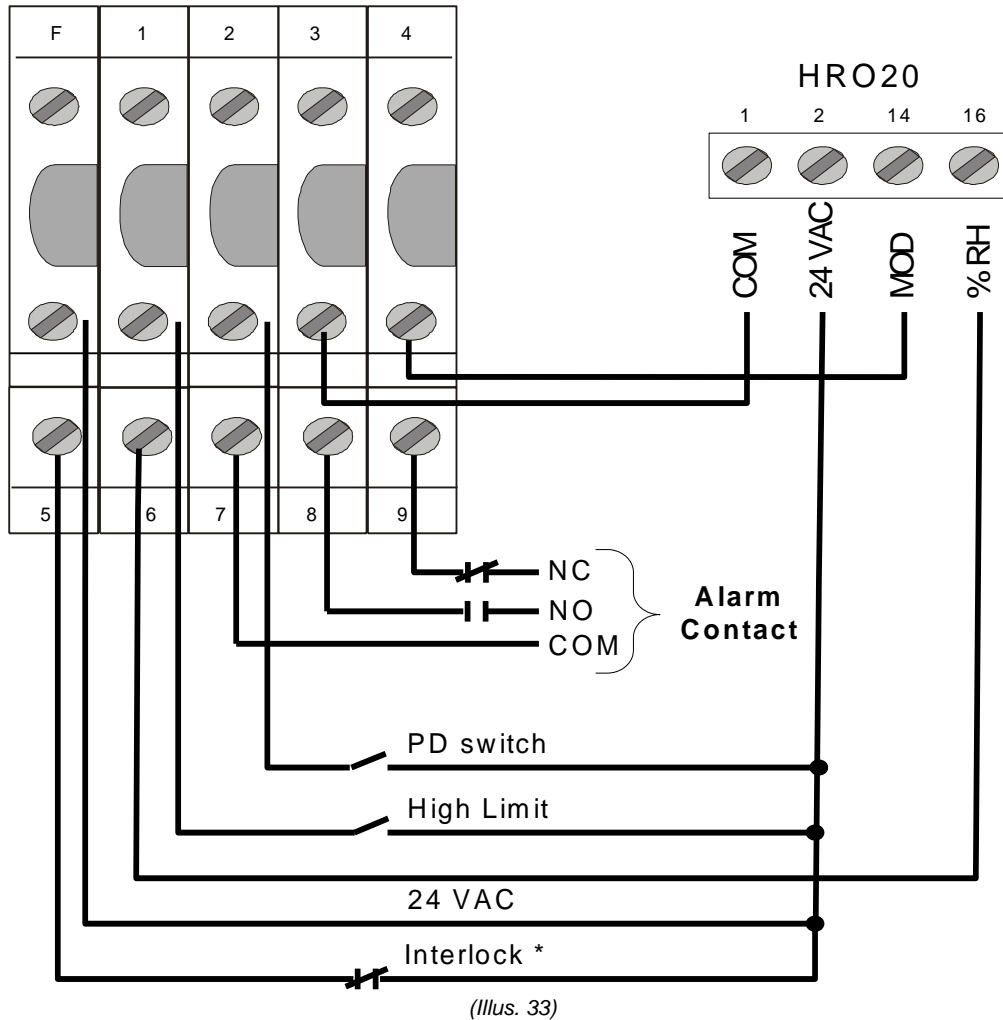 F 1 2 3 4
HRO20
1 2 14 16
COM 24 VAC MOD % RH
5 6 7 8 9
NC
NO
COM
Alarm
Contact
PD switch
High Limit
24 VAC
Interlock *
(Illus. 33)